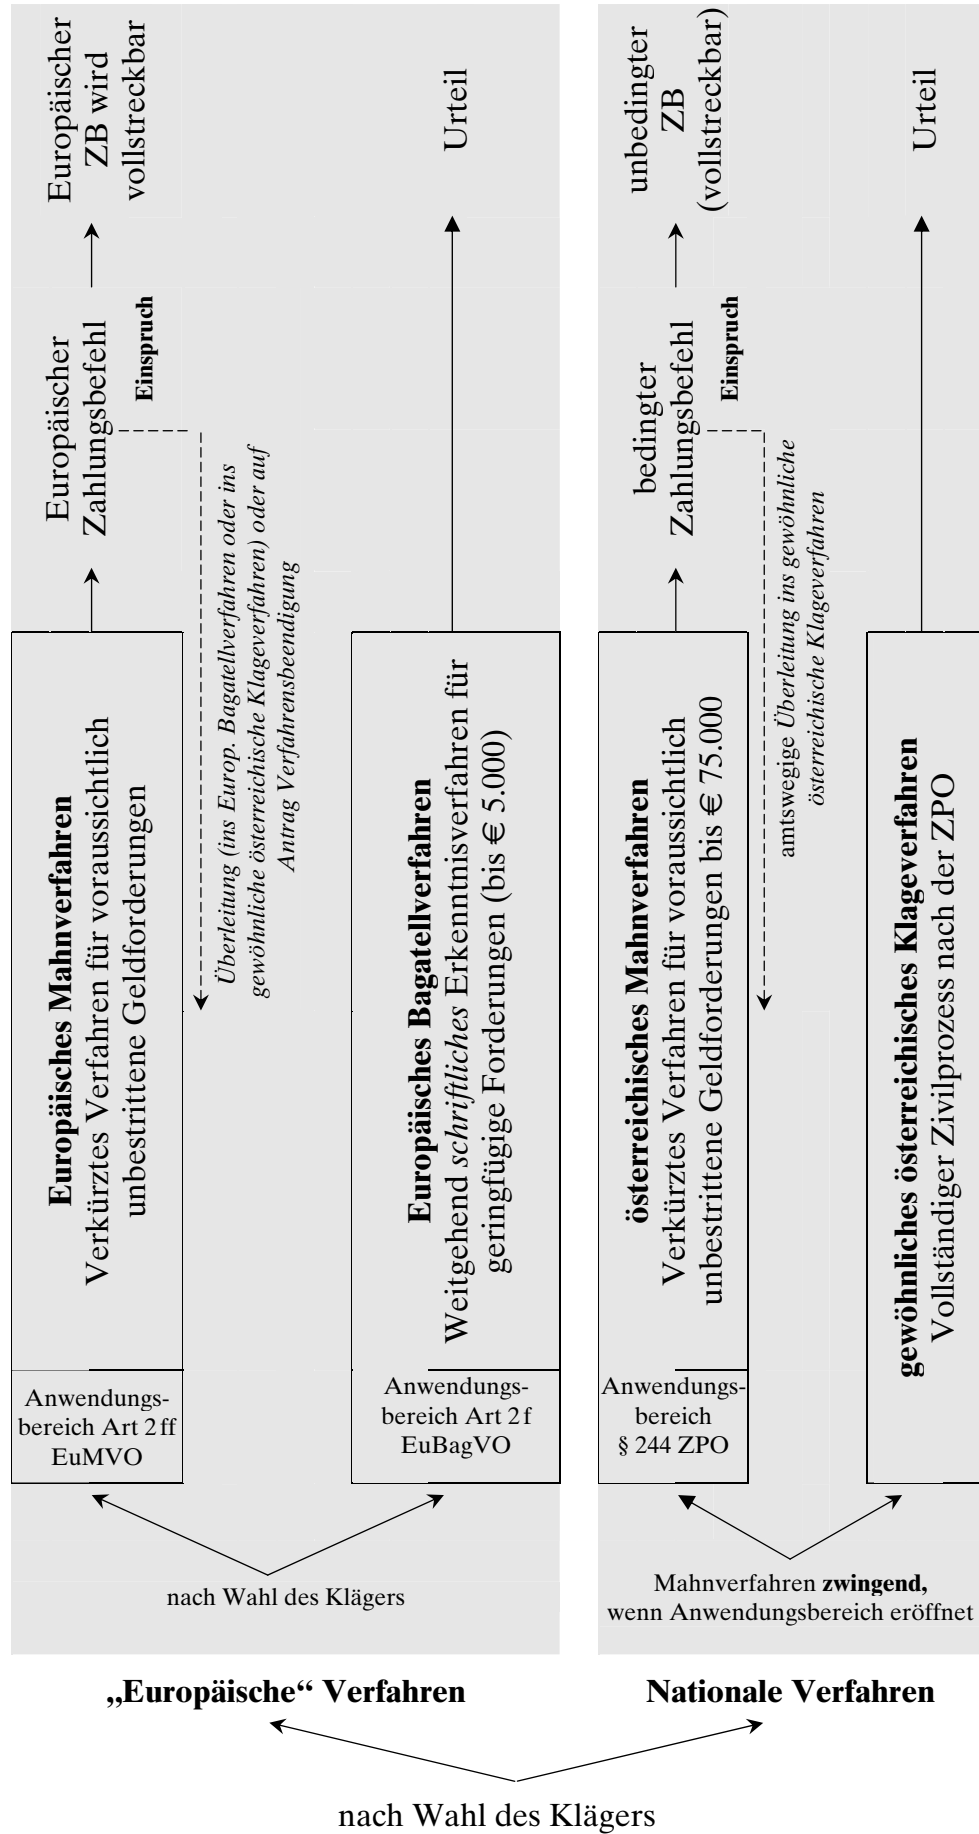 Europäischer
ZB wird
vollstreckbar
Urteil
unbedingter
ZB
(vollstreckbar)
Urteil
Europäischer
Zahlungsbefehl
Einspruch
bedingter
Zahlungsbefehl
Einspruch
Überleitung (ins Europ. Bagatellverfahren oder ins
gewöhnliche österreichische Klageverfahren) oder auf
Antrag Verfahrensbeendigung
amtswegige Überleitung ins gewöhnliche
österreichische Klageverfahren
Europäisches Mahnverfahren
Verkürztes Verfahren für voraussichtlich
unbestrittene Geldforderungen
Europäisches Bagatellverfahren
Weitgehend schriftliches Erkenntnisverfahren für
geringfügige Forderungen (bis € 5.000)
österreichisches Mahnverfahren
Verkürztes Verfahren für voraussichtlich
unbestrittene Geldforderungen bis € 75.000
gewöhnliches österreichisches Klageverfahren
Vollständiger Zivilprozess nach der ZPO
Anwendungs-
bereich Art 2 ff
EuMVO
Anwendungs-
bereich Art 2 f
EuBagVO
Anwendungs-
bereich
§ 244 ZPO
nach Wahl des Klägers
Mahnverfahren zwingend,
wenn Anwendungsbereich eröffnet
„Europäische“ Verfahren
Nationale Verfahren
nach Wahl des Klägers